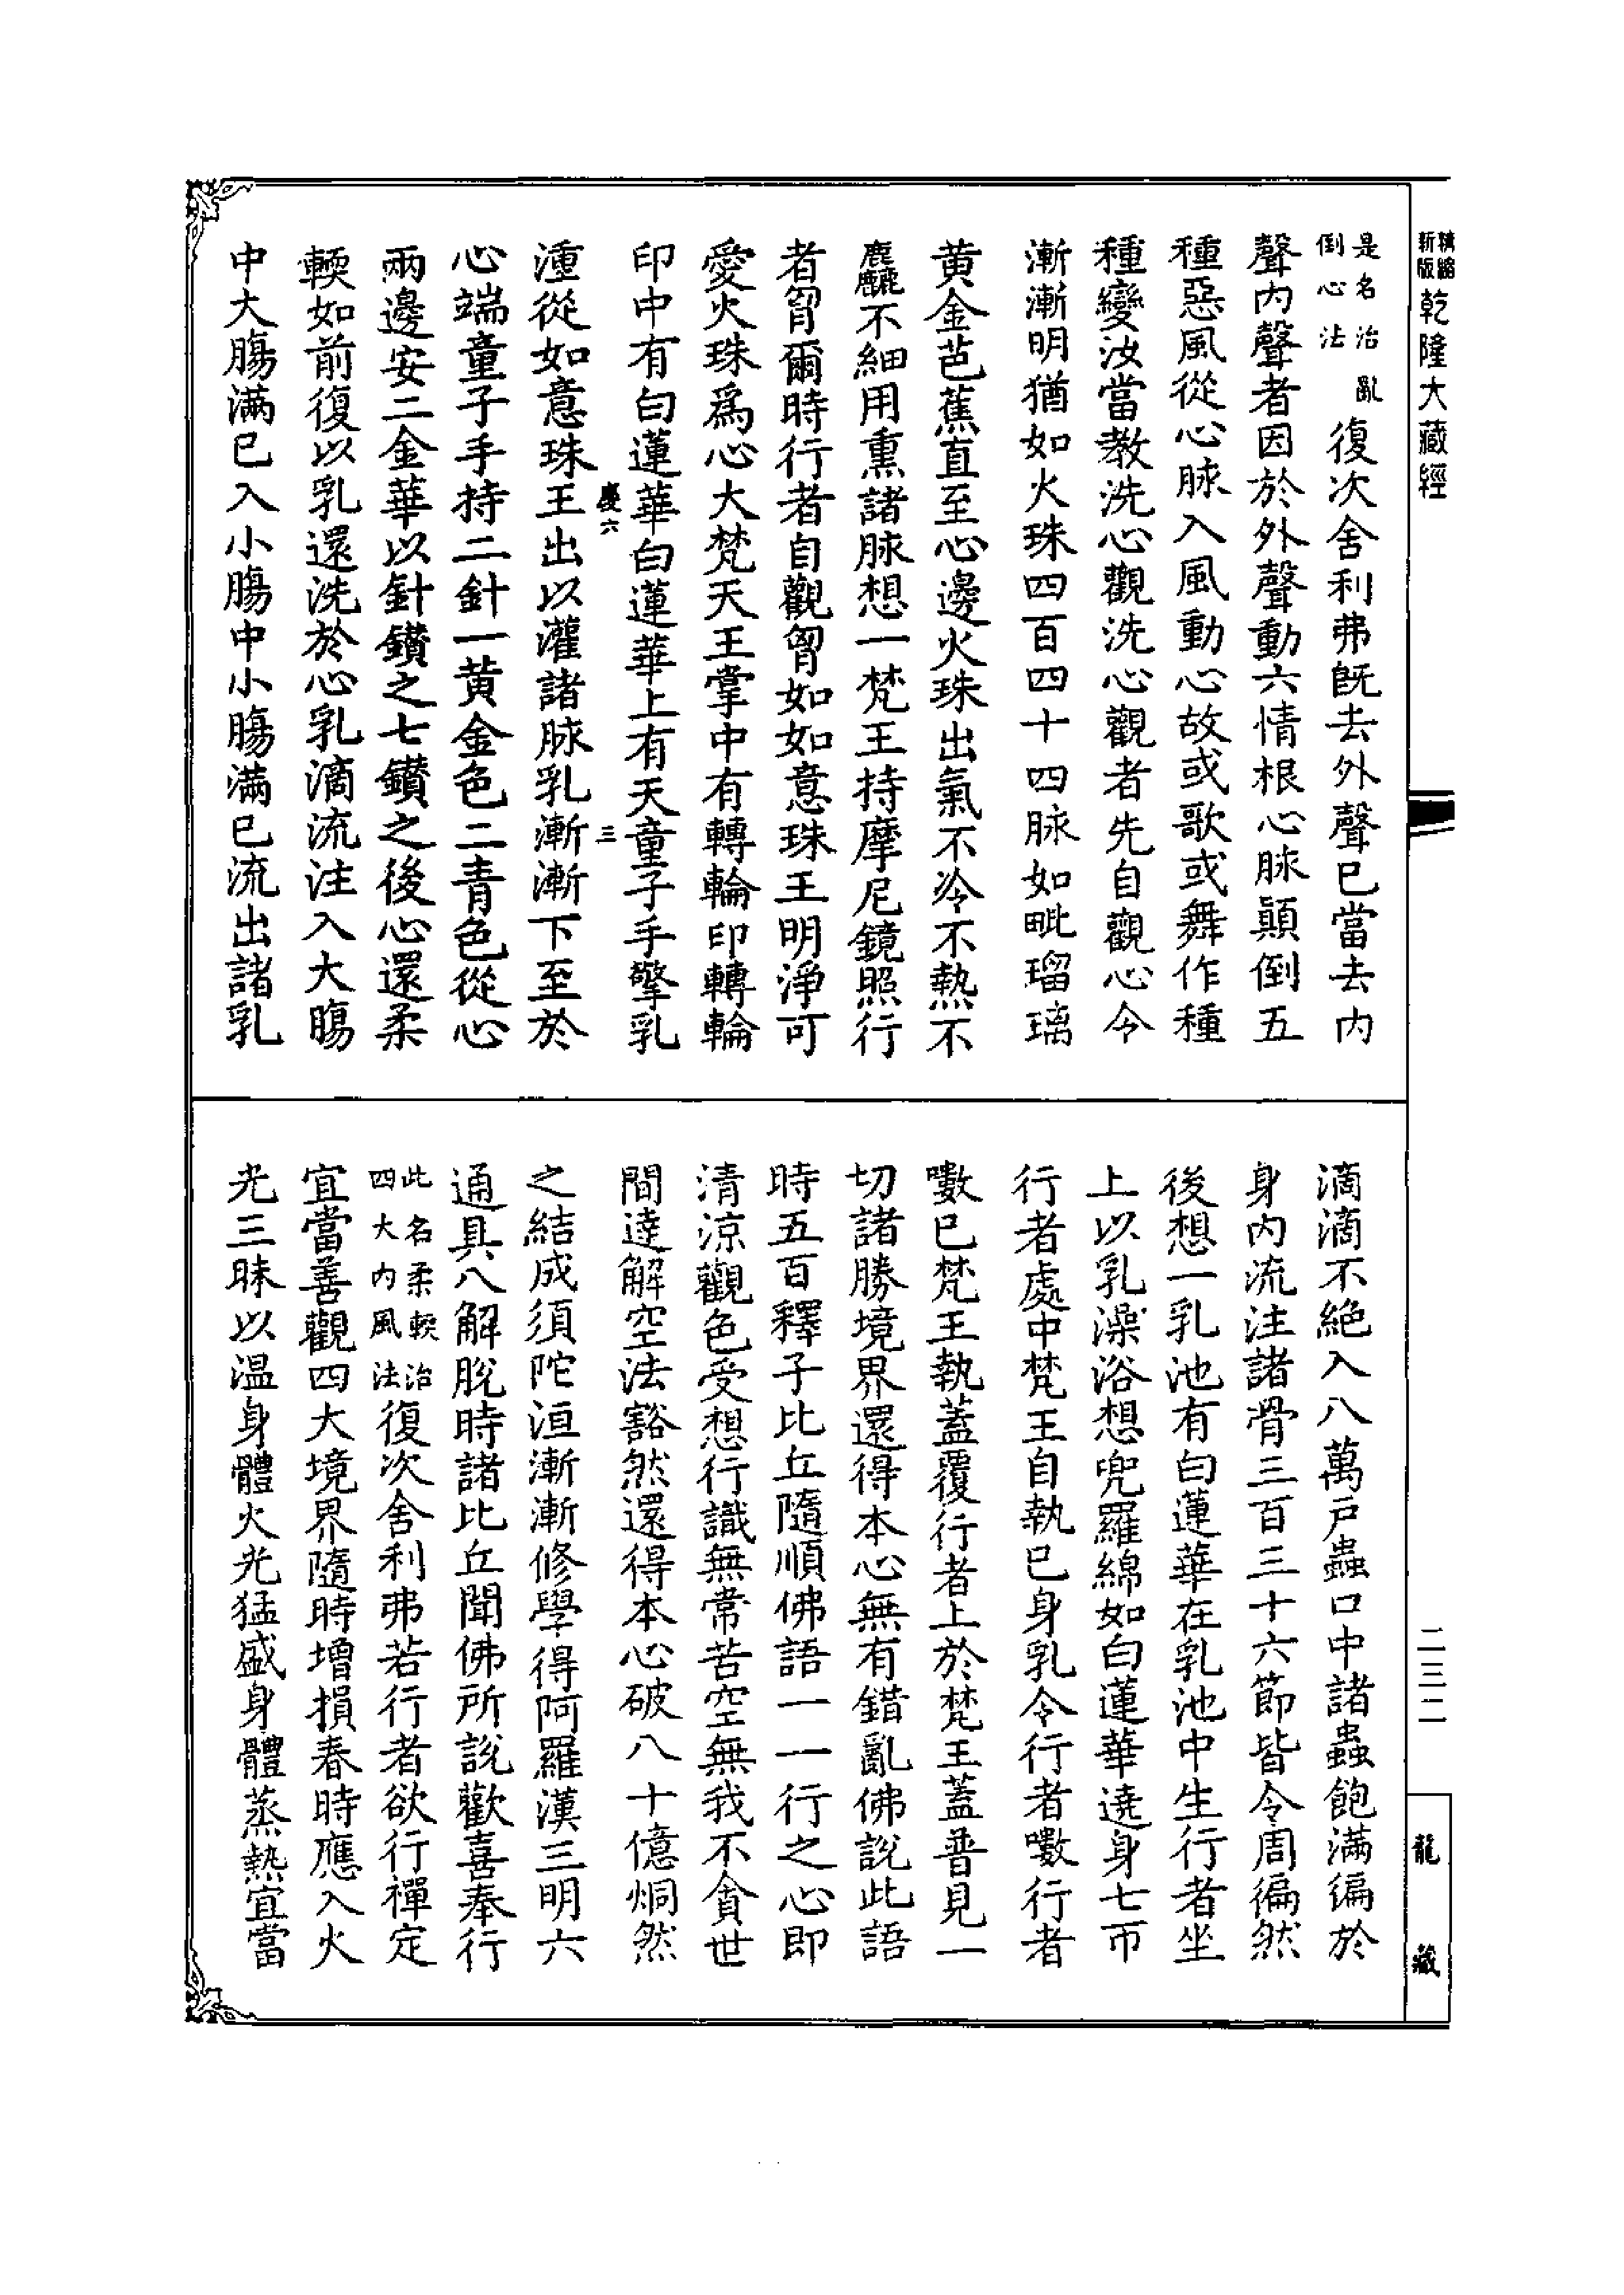 精縮新版乾隆大藏經
是名治亂
倒心法復次舍利弗既去外聲已當去內
聲內聲者因於外聲動六情根心脉顛倒五
種惡風從心脉入風動心故或歌或舞作種
種變汝當教洗心觀洗心觀者先自觀心令
漸漸明猶如火珠四百四十四脉如毗瑠璃
黃金芭蕉直至心邊火珠出氣不冷不熱不
麤不細用熏諸脉想一梵王持摩尼鏡照行
者胷爾時行者自觀胷如如意珠王明淨可
愛火珠爲心大梵天王掌中有轉輪印轉輪
印中有白蓮華白蓮華上有天童子手擎乳
慶六
三
湩從如意珠王出以灌諸脉乳漸漸下至於
心端童子手持二針一黃金色二青色從心
兩邊安二金華以針鑽之七鑽之後心還柔
輭如前復以乳還洗於心乳滴流注入大腸
中大腸滿已入小腸中小腸滿已流出諸乳
滴滴不絶入八萬戶蟲口中諸蟲飽滿徧於
身內流注諸骨三百三十六節皆令周徧然
後想一乳池有白蓮華在乳池中生行者坐
上以乳澡浴想兜羅綿如白蓮華遶身七帀
行者處中梵王自執已身乳令行者嗽行者
嗽已梵王執蓋覆行者上於梵王蓋普見一
切諸勝境界還得本心無有錯亂佛說此語
時五百釋子比丘隨順佛語一一行之心即
清涼觀色受想行識無常苦空無我不貪世
間達解空法豁然還得本心破八十億烔然
之結成須陀洹漸漸修學得阿羅漢三明六
通具八解脫時諸比丘聞佛所說歡喜奉行
此名柔輭治
四大內風法復次舍利弗若行者欲行禪定
宜當善觀四大境界隨時增損春時應入火
光三昧以温身體火光猛盛身體蒸熱宜當
二三二
龍藏